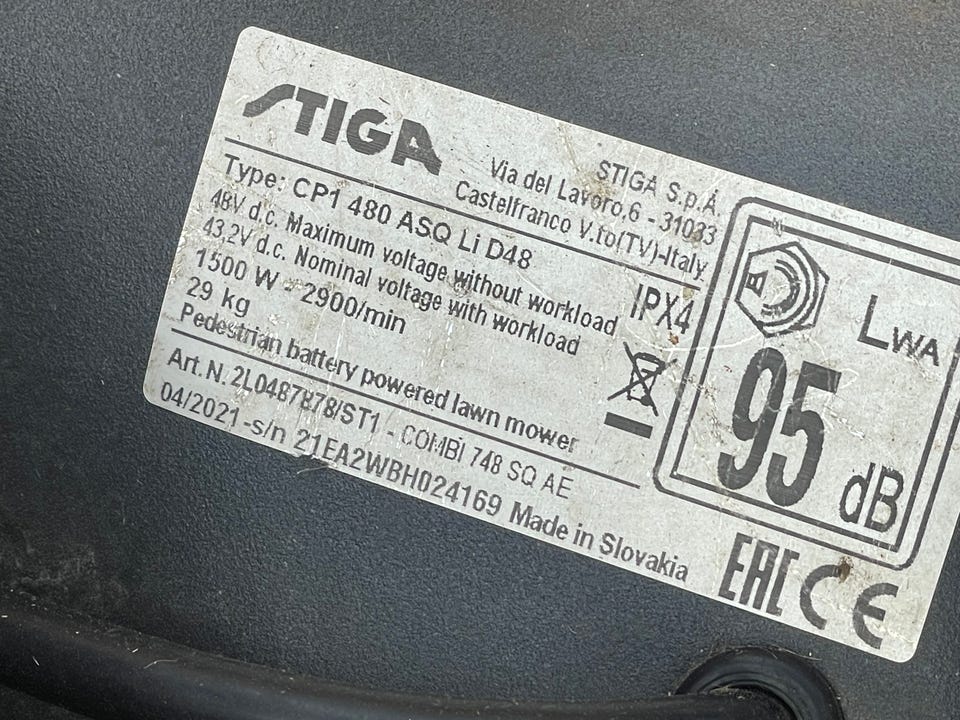 STIGA
STIGA S.p.A.
Via del Lavoro,6 - 31033
Castelfranco V.to(TV)-Italy
Type: CP1 480 ASQ Li D48
48V d.c. Maximum voltage without workload
43,2V d.c. Nominal voltage with workload
1500 W - 2900/min
29 kg
IPX4
Pedestrian battery powered lawn mower
Art.N. 2L0487878/ST1 - COMBI 748 SQ AE
04/2021 -s/n 21EA2WBH024169 Made in Slovakia
LWA
95
dB
EAC CE